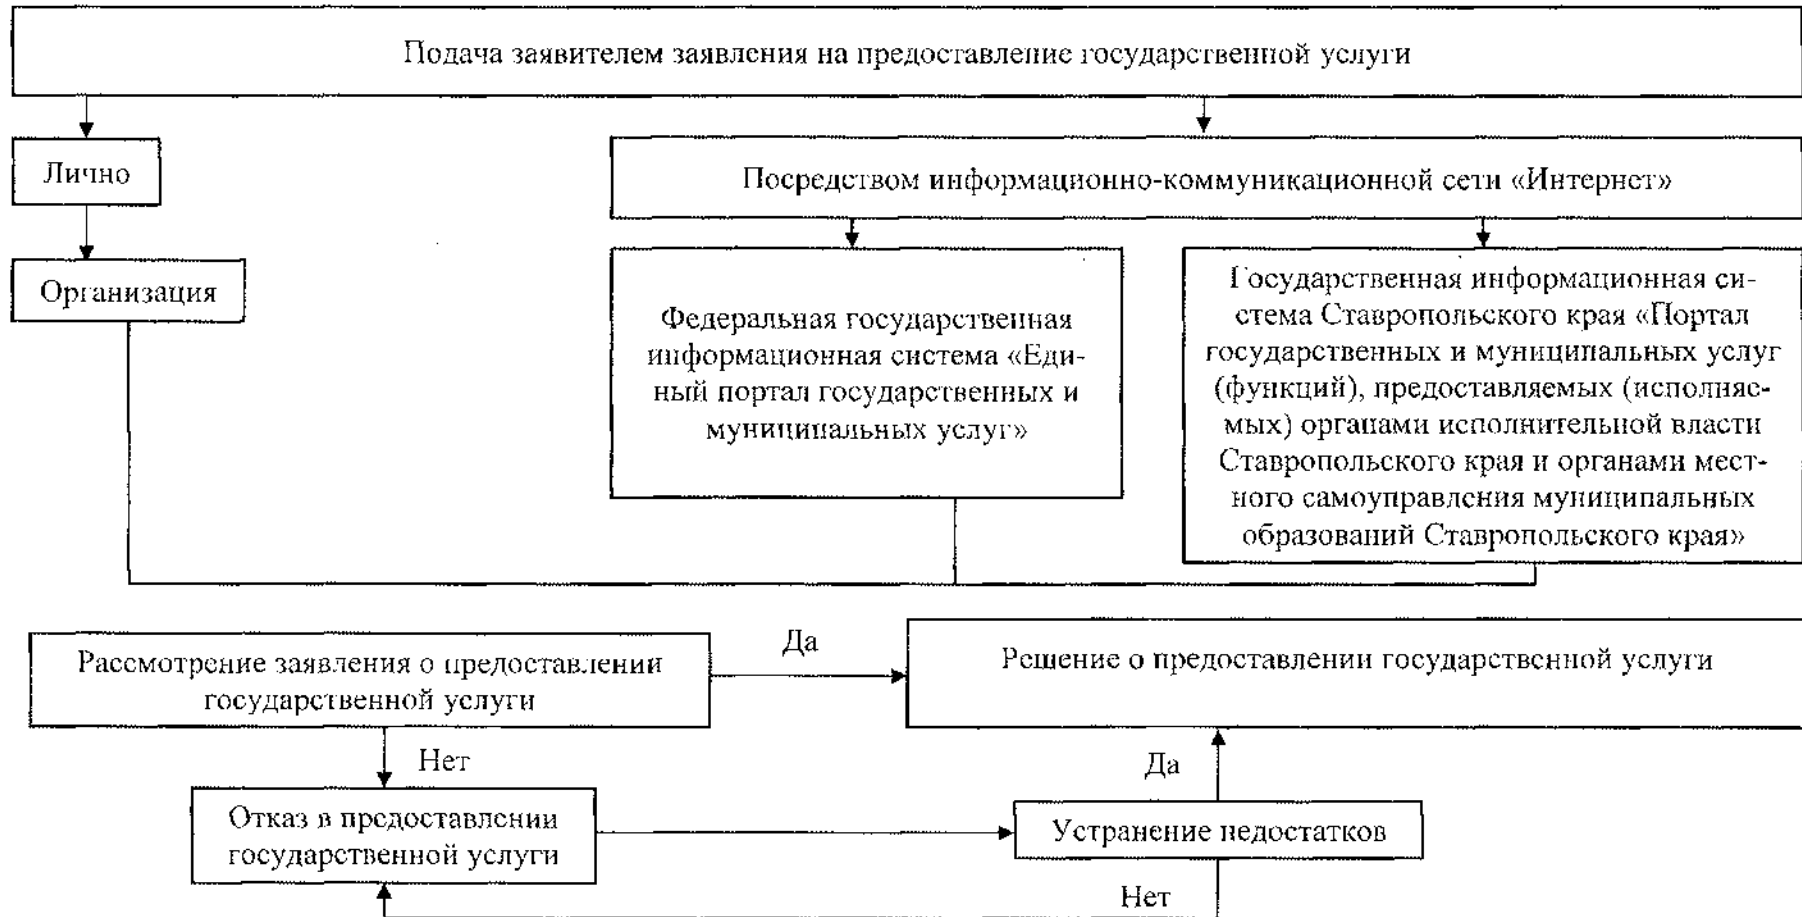 Подача заявителем заявления на предоставление государственной услуги
Лично
Посредством информационно-коммуникационной сети «Интернет»
Организация
Федеральная государственная
информационная система «Еди-
ный портал государственных и
муниципальных услуг»
Государственная информационная си-
стема Ставропольского края «Портал
государственных и муниципальных услуг
(функций), предоставляемых (исполняе-
мых) органами исполнительной власти
Ставропольского края и органами мест-
ного самоуправления муниципальных
образований Ставропольского края»
Рассмотрение заявления о предоставлении
государственной услуги
Да
Решение о предоставлении государственной услуги
Нет
Да
Отказ в предоставлении
государственной услуги
Устранение недостатков
Нет